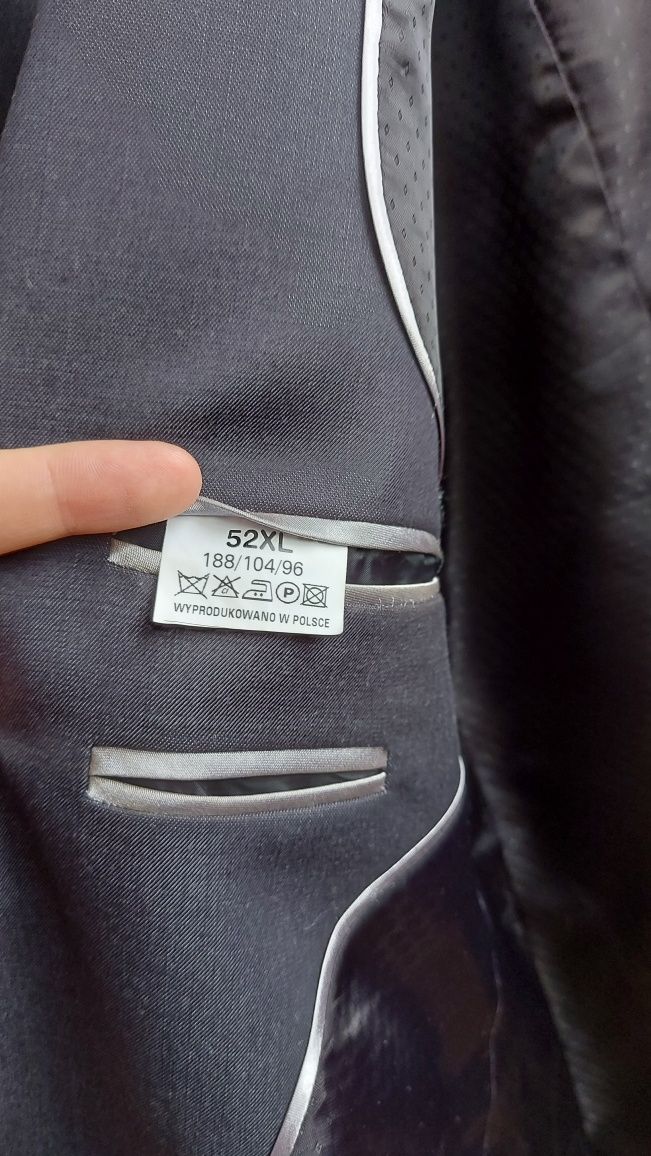 52XL
188/104/96
P
WYPRODUKOWANO W POLSCE